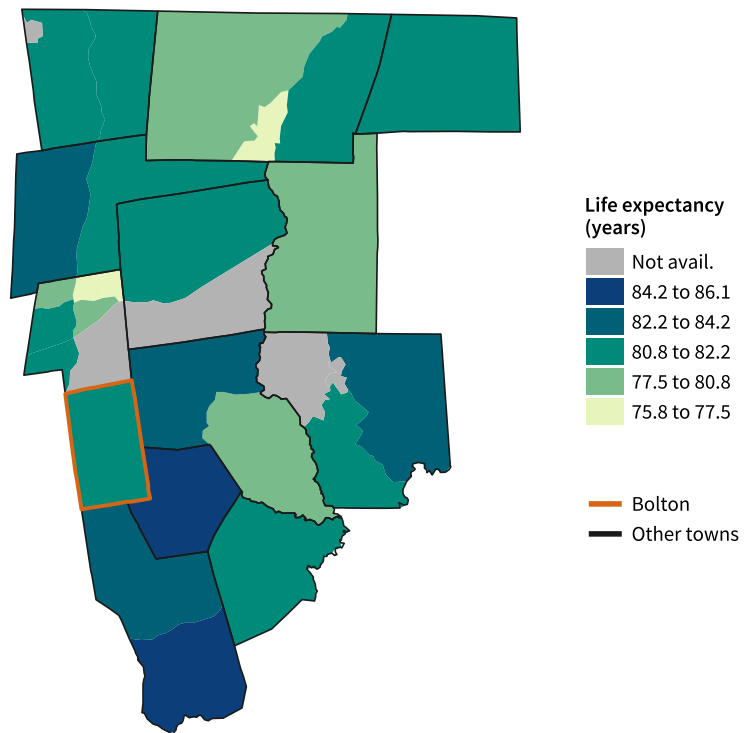 Life expectancy
(years)
Not avail.
84.2 to 86.1
82.2 to 84.2
80.8 to 82.2
77.5 to 80.8
75.8 to 77.5
Bolton
Other towns